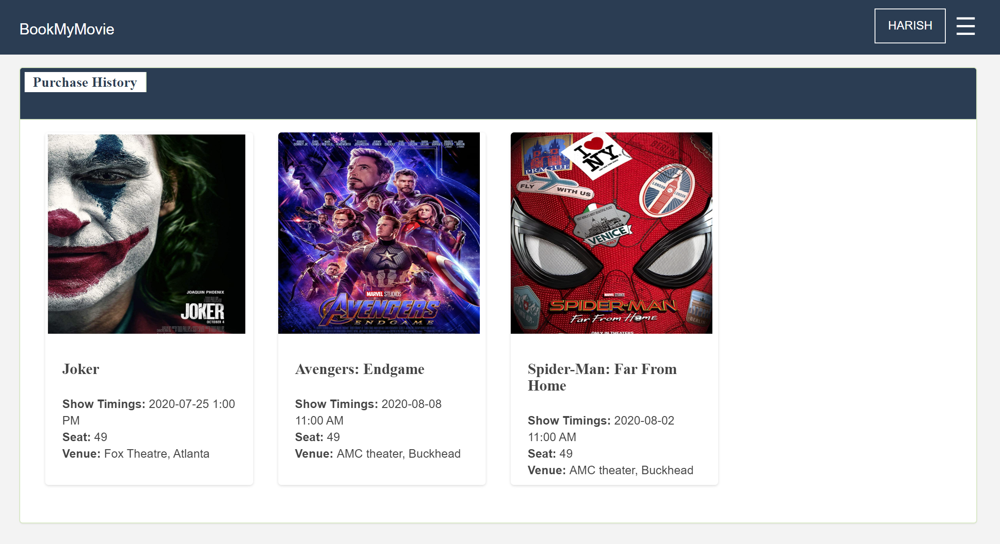 BookMyMovie
HARISH
Purchase History
JOAQUIN PHOENIX
JOKER
OCTOBER 4
MARVEL STUDIOS
AVENGERS
ENDGAME
PRAGUE
I NY
FLY WITH US
LONDON
LONDON
VENICE
ITALY
BERLIN
MARVEL STUDIOS
SPIDER-MAN
Far From Home
ONLY IN THEATERS
Joker
Show Timings: 2020-07-25 1:00
PM
Seat: 49
Venue: Fox Theatre, Atlanta
Avengers: Endgame
Show Timings: 2020-08-08
11:00 AM
Seat: 49
Venue: AMC theater, Buckhead
Spider-Man: Far From
Home
Show Timings: 2020-08-02
11:00 AM
Seat: 49
Venue: AMC theater, Buckhead